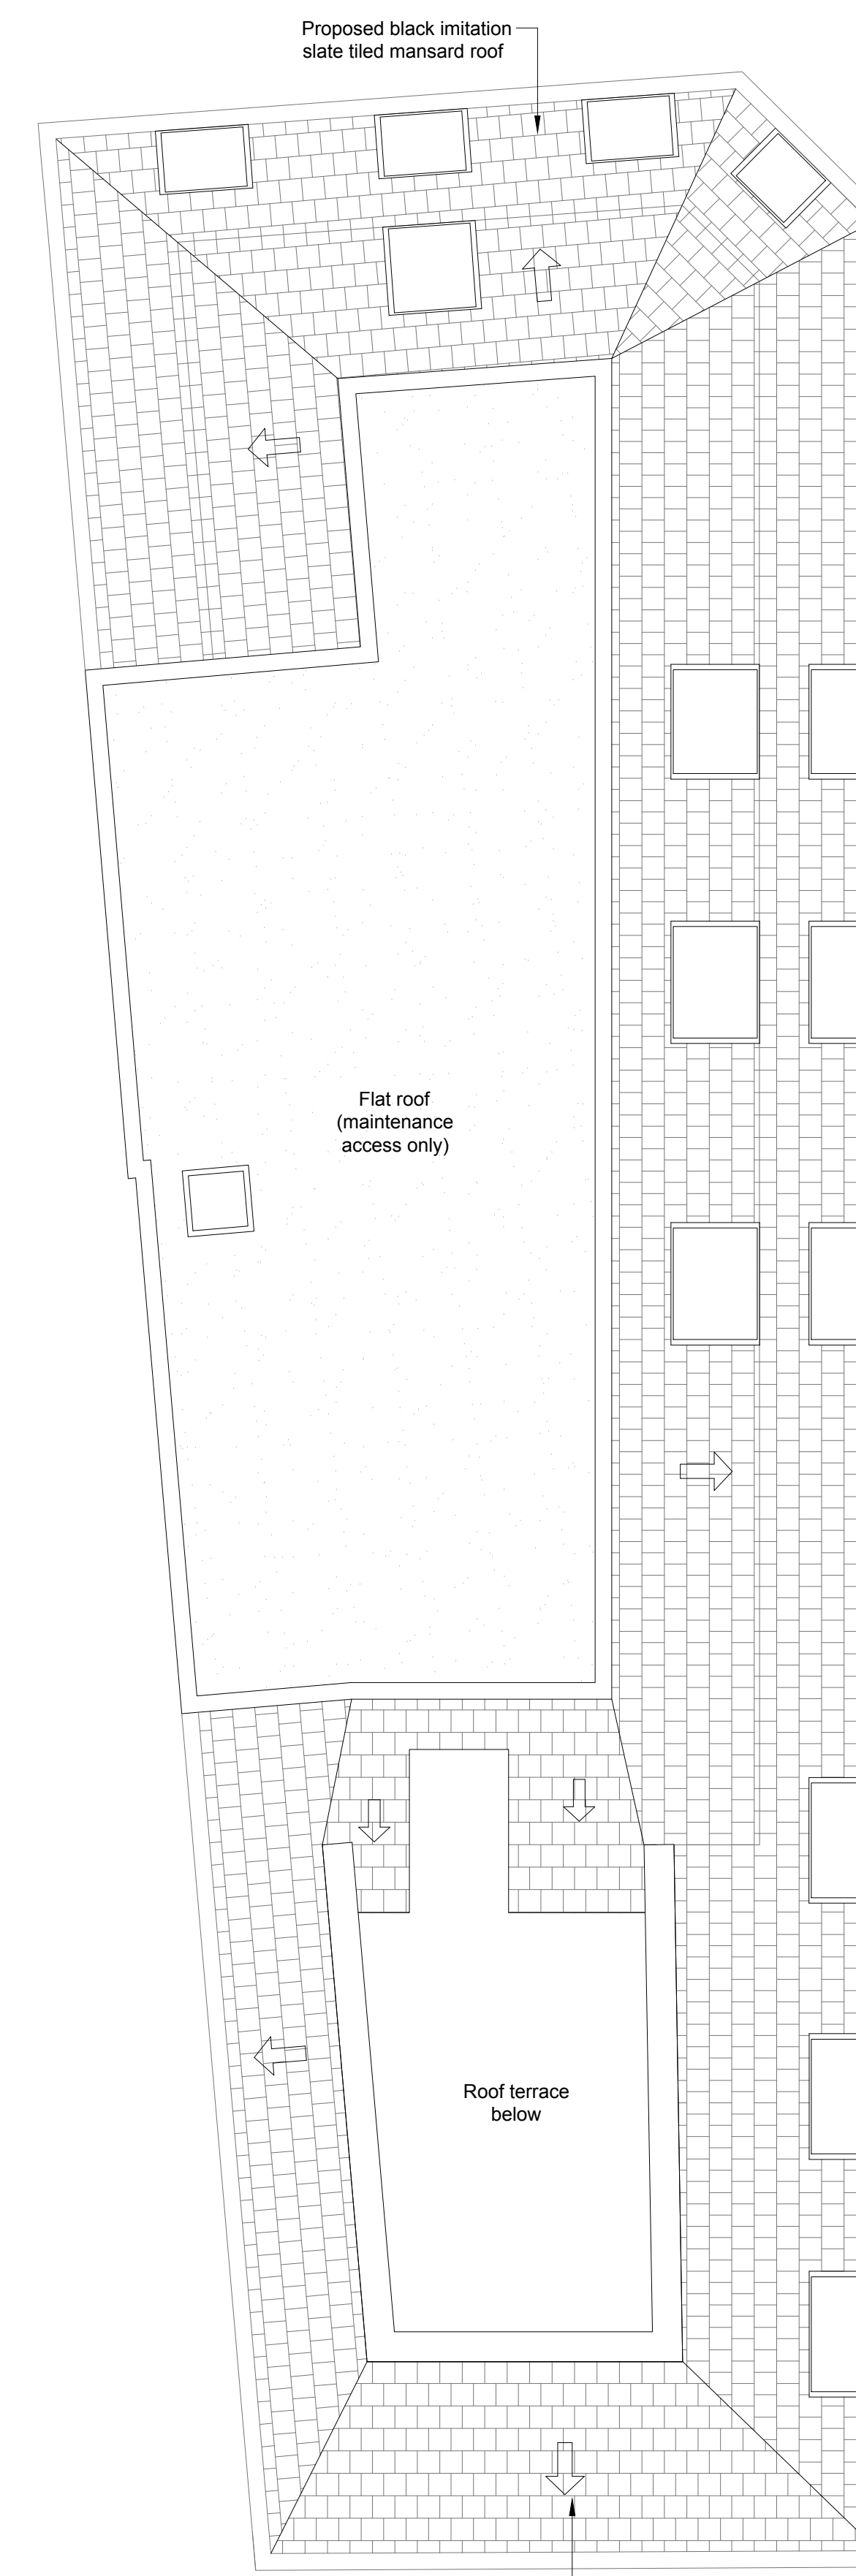 Proposed black imitation
slate tiled mansard roof
Flat roof
(maintenance
access only)
Roof terrace
below